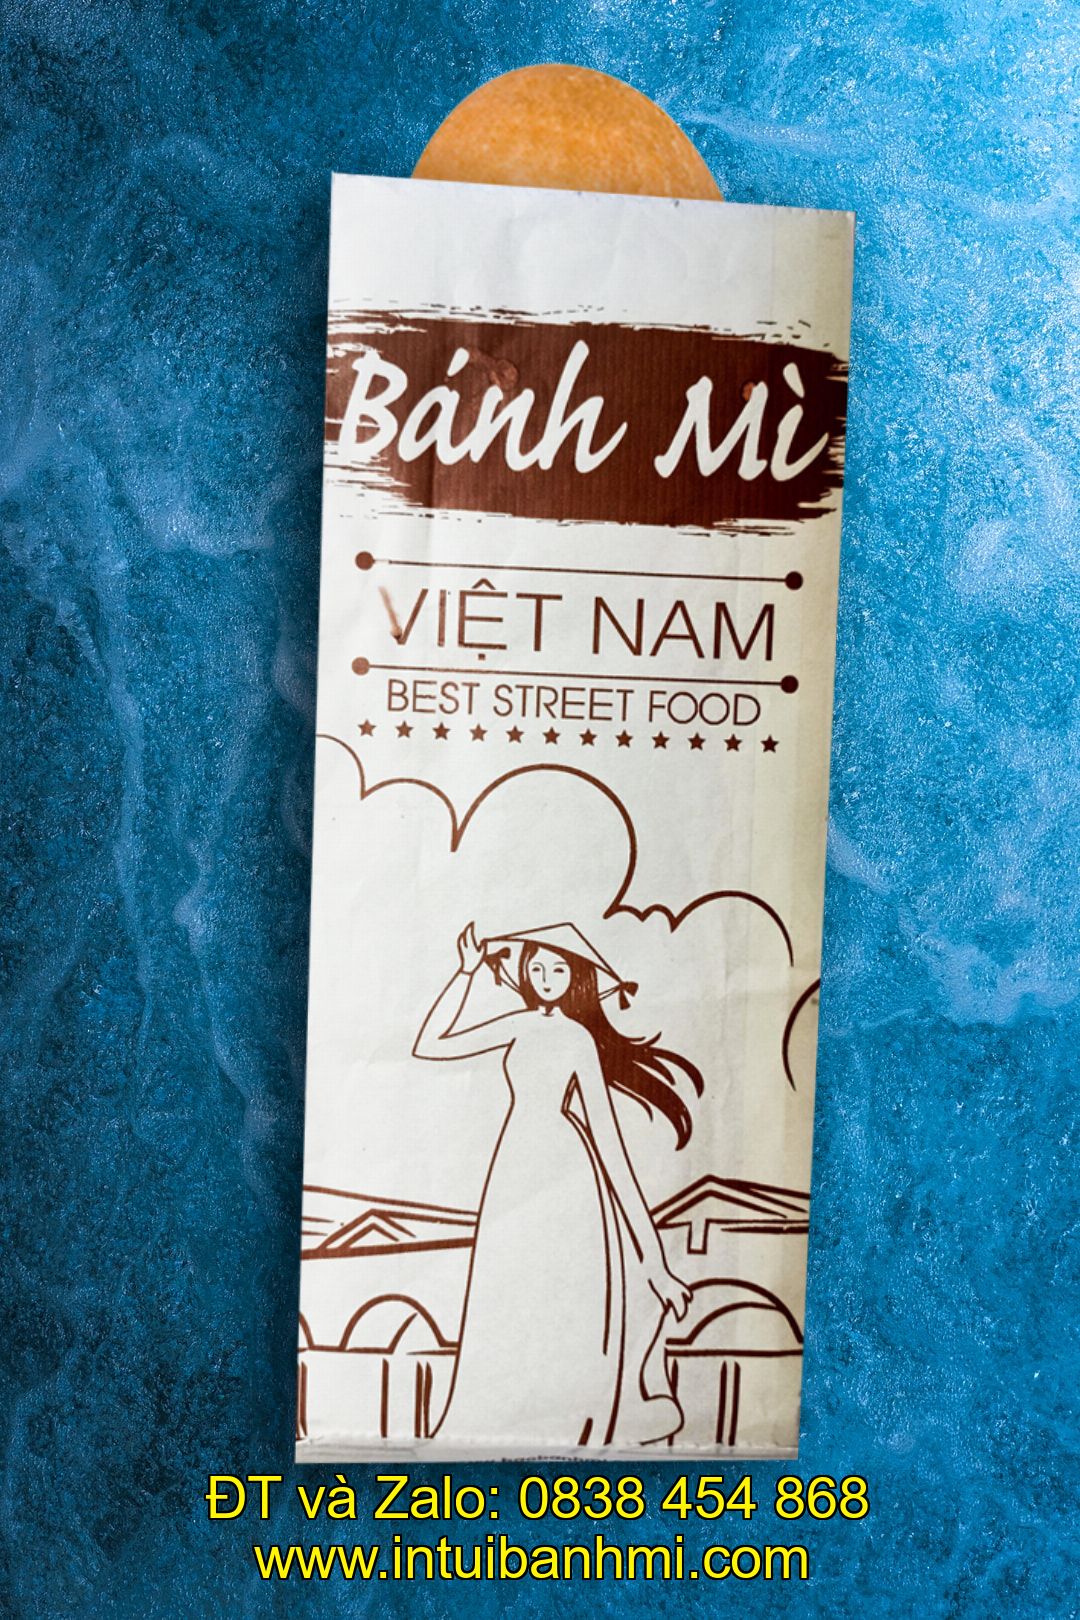 Bánh Mì
VIỆT NAM
BEST STREET FOOD
ĐT và Zalo: 0838 454 868
www.intuibanhmi.com